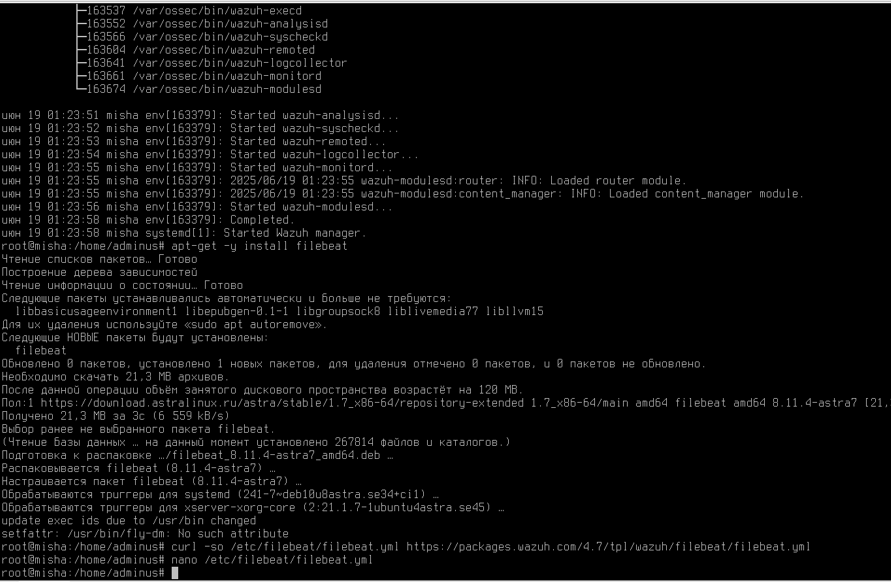 ├─163537 /var/ossec/bin/wazuh-execd
├─163552 /var/ossec/bin/wazuh-analysisd
├─163566 /var/ossec/bin/wazuh-syscheckd
├─163604 /var/ossec/bin/wazuh-remoted
├─163641 /var/ossec/bin/wazuh-logcollector
├─163661 /var/ossec/bin/wazuh-monitord
└─163674 /var/ossec/bin/wazuh-modulesd
июн 19 01:23:51 misha env[163379]: Started wazuh-analysisd...
июн 19 01:23:52 misha env[163379]: Started wazuh-syscheckd...
июн 19 01:23:53 misha env[163379]: Started wazuh-remoted...
июн 19 01:23:54 misha env[163379]: Started wazuh-logcollector...
июн 19 01:23:55 misha env[163379]: Started wazuh-monitord...
июн 19 01:23:55 misha env[163379]: 2025/06/19 01:23:55 wazuh-modulesd:router: INFO: Loaded router module.
июн 19 01:23:55 misha env[163379]: 2025/06/19 01:23:55 wazuh-modulesd:content_manager: INFO: Loaded content_manager module.
июн 19 01:23:56 misha env[163379]: Started wazuh-modulesd...
июн 19 01:23:58 misha env[163379]: Completed.
июн 19 01:23:58 misha systemd[1]: Started Wazuh manager.
root@misha:/home/adminus# apt-get -y install filebeat
Чтение списков пакетов… Готово
Построение дерева зависимостей
Чтение информации о состоянии… Готово
Следующие пакеты устанавливались автоматически и больше не требуются:
libbasicusageenvironment1 libepubgen-0.1-1 libgroupsock8 liblivemedia77 libllvm15
Для их удаления используйте «sudo apt autoremove».
Следующие НОВЫЕ пакеты будут установлены:
filebeat
Обновлено 0 пакетов, установлено 1 новых пакетов, для удаления отмечено 0 пакетов, и 0 пакетов не обновлено.
Необходимо скачать 21,3 MB архивов.
После данной операции объём занятого дискового пространства возрастёт на 120 MB.
Пол:1 https://download.astralinux.ru/astra/stable/1.7_x86-64/repository-extended 1.7_x86-64/main amd64 filebeat amd64 8.11.4-astra7 [21,
Получено 21,3 MB за 3с (6 559 kB/s)
Выбор ранее не выбранного пакета filebeat.
(Чтение базы данных … на данный момент установлено 267814 файлов и каталогов.)
Подготовка к распаковке …/filebeat_8.11.4-astra7_amd64.deb …
Распаковывается filebeat (8.11.4-astra7) …
Настраивается пакет filebeat (8.11.4-astra7) …
Обрабатываются триггеры для systemd (241-7~deb10u8astra.se34+ci1) …
Обрабатываются триггеры для xserver-xorg-core (2:21.1.7-1ubuntu4astra.se45) …
update exec ids due to /usr/bin changed
setfattr: /usr/bin/fly-dm: No such attribute
root@misha:/home/adminus# curl -so /etc/filebeat/filebeat.yml https://packages.wazuh.com/4.7/tpl/wazuh/filebeat/filebeat.yml
root@misha:/home/adminus# nano /etc/filebeat/filebeat.yml
root@misha:/home/adminus#